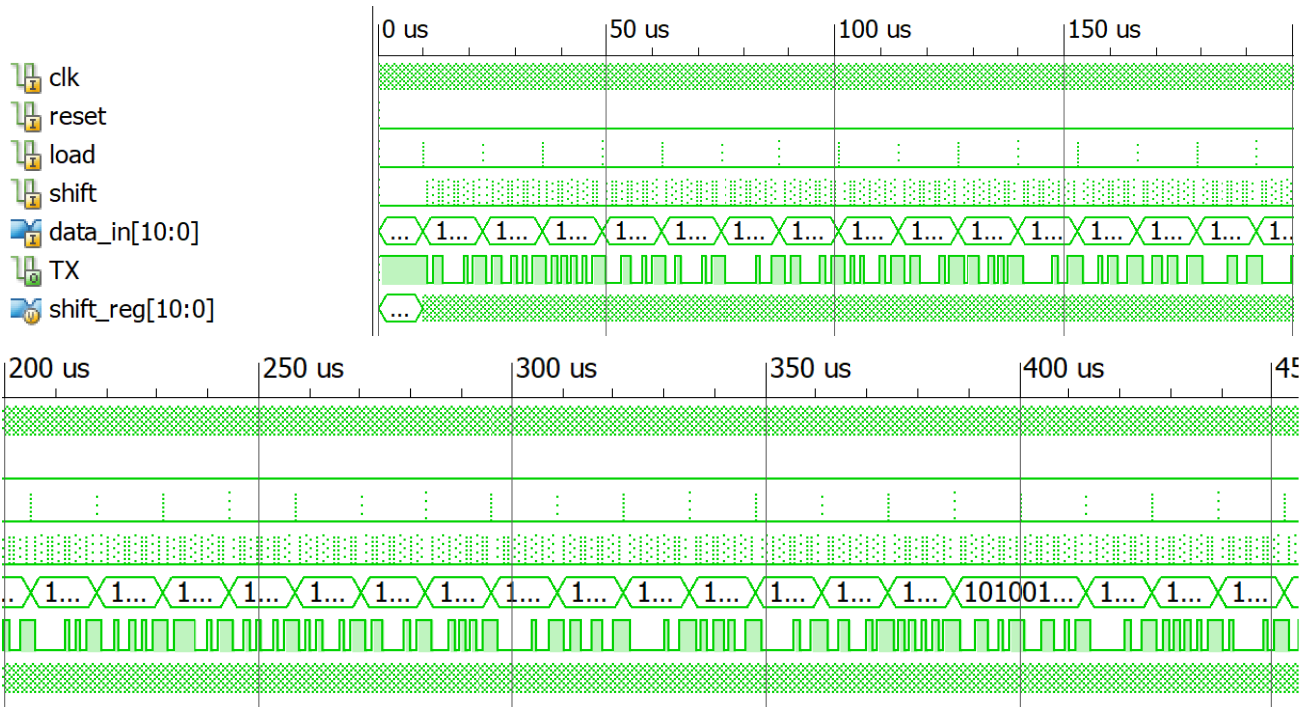 0 us 50 us 100 us 150 us
clk
reset
load
shift
data_in[10:0] ... 1... 1... 1... 1... 1... 1... 1... 1... 1... 1... 1... 1... 1... 1... 1..
TX
shift_reg[10:0] ...
200 us 250 us 300 us 350 us 400 us 45
.. 1... 1... 1... 1... 1... 1... 1... 1... 1... 1... 1... 1... 1... 1... 101001... 1... 1... 1...